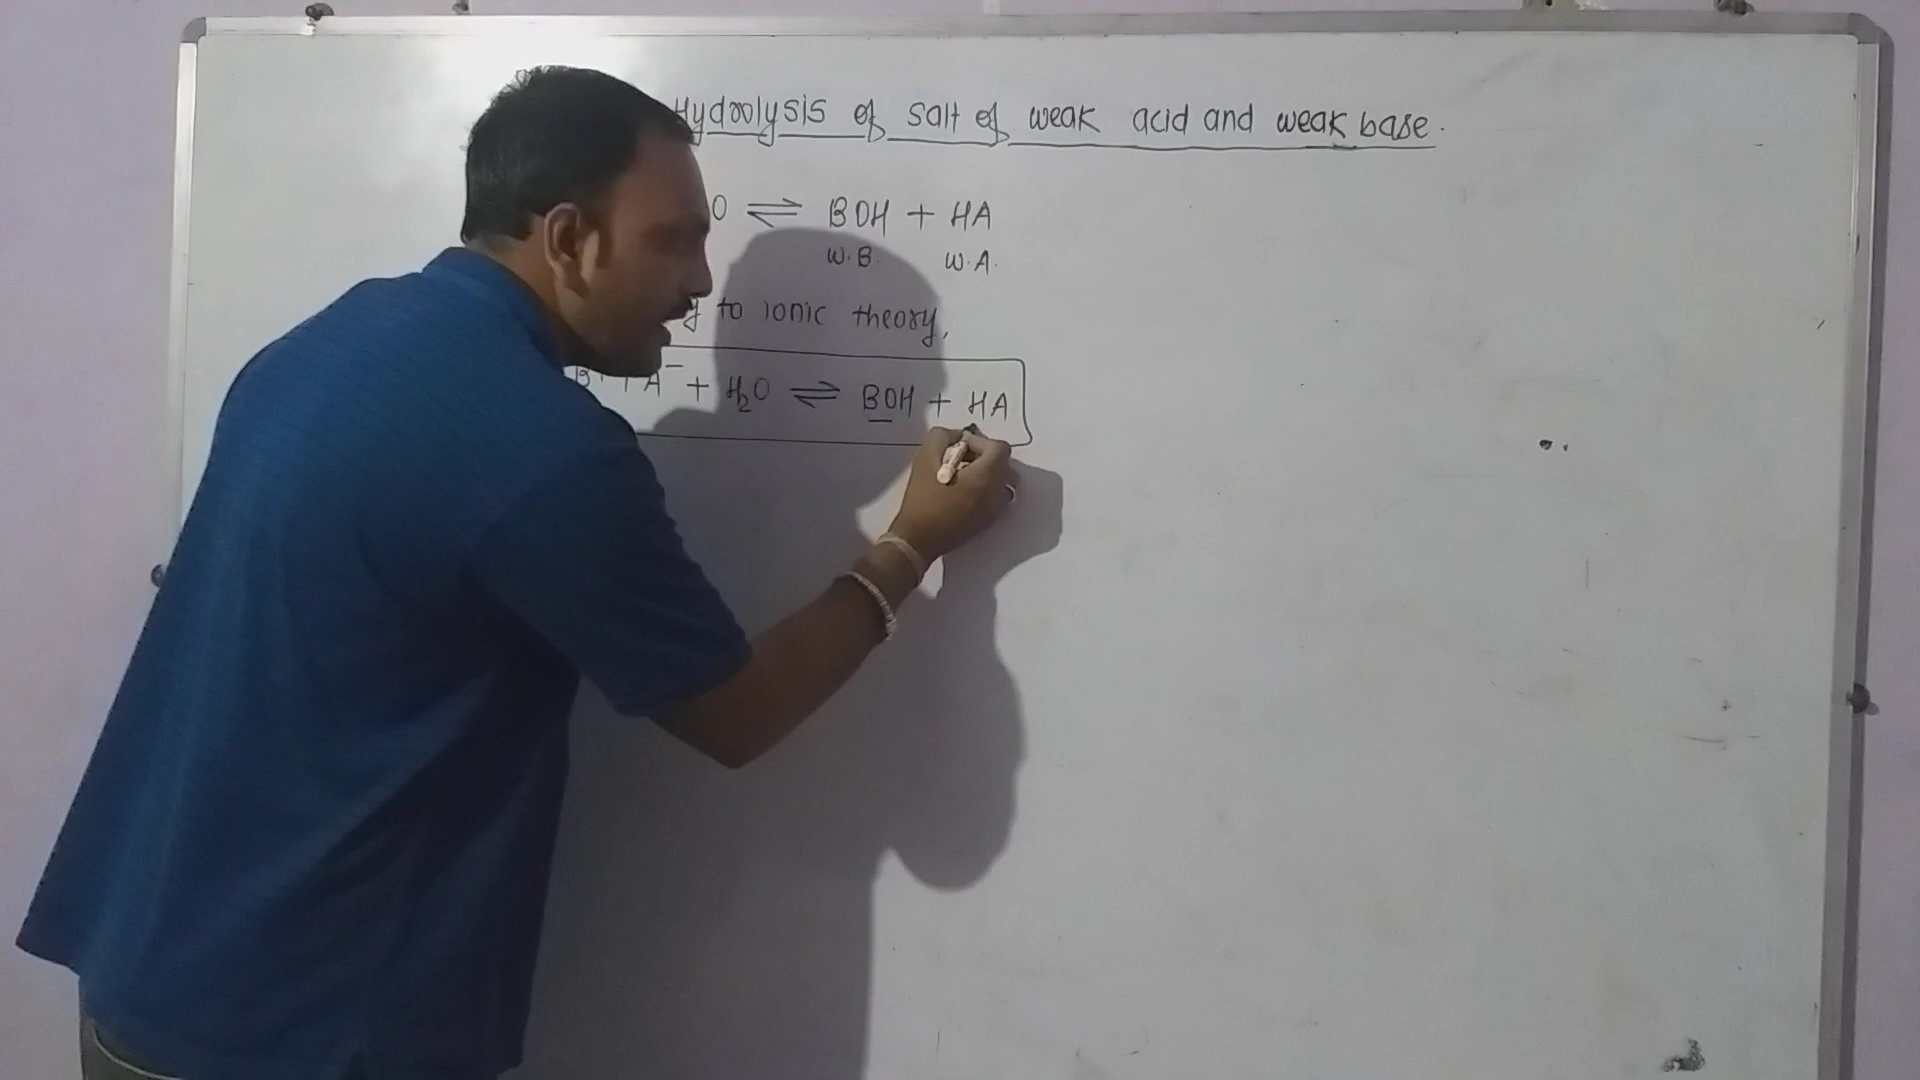 Hydrolysis of salt of weak acid and weak base.
O ⇌ BOH + HA
W.B. W.A.
to ionic theory,
B⁺ + A⁻ + H₂O ⇌ BOH + HA